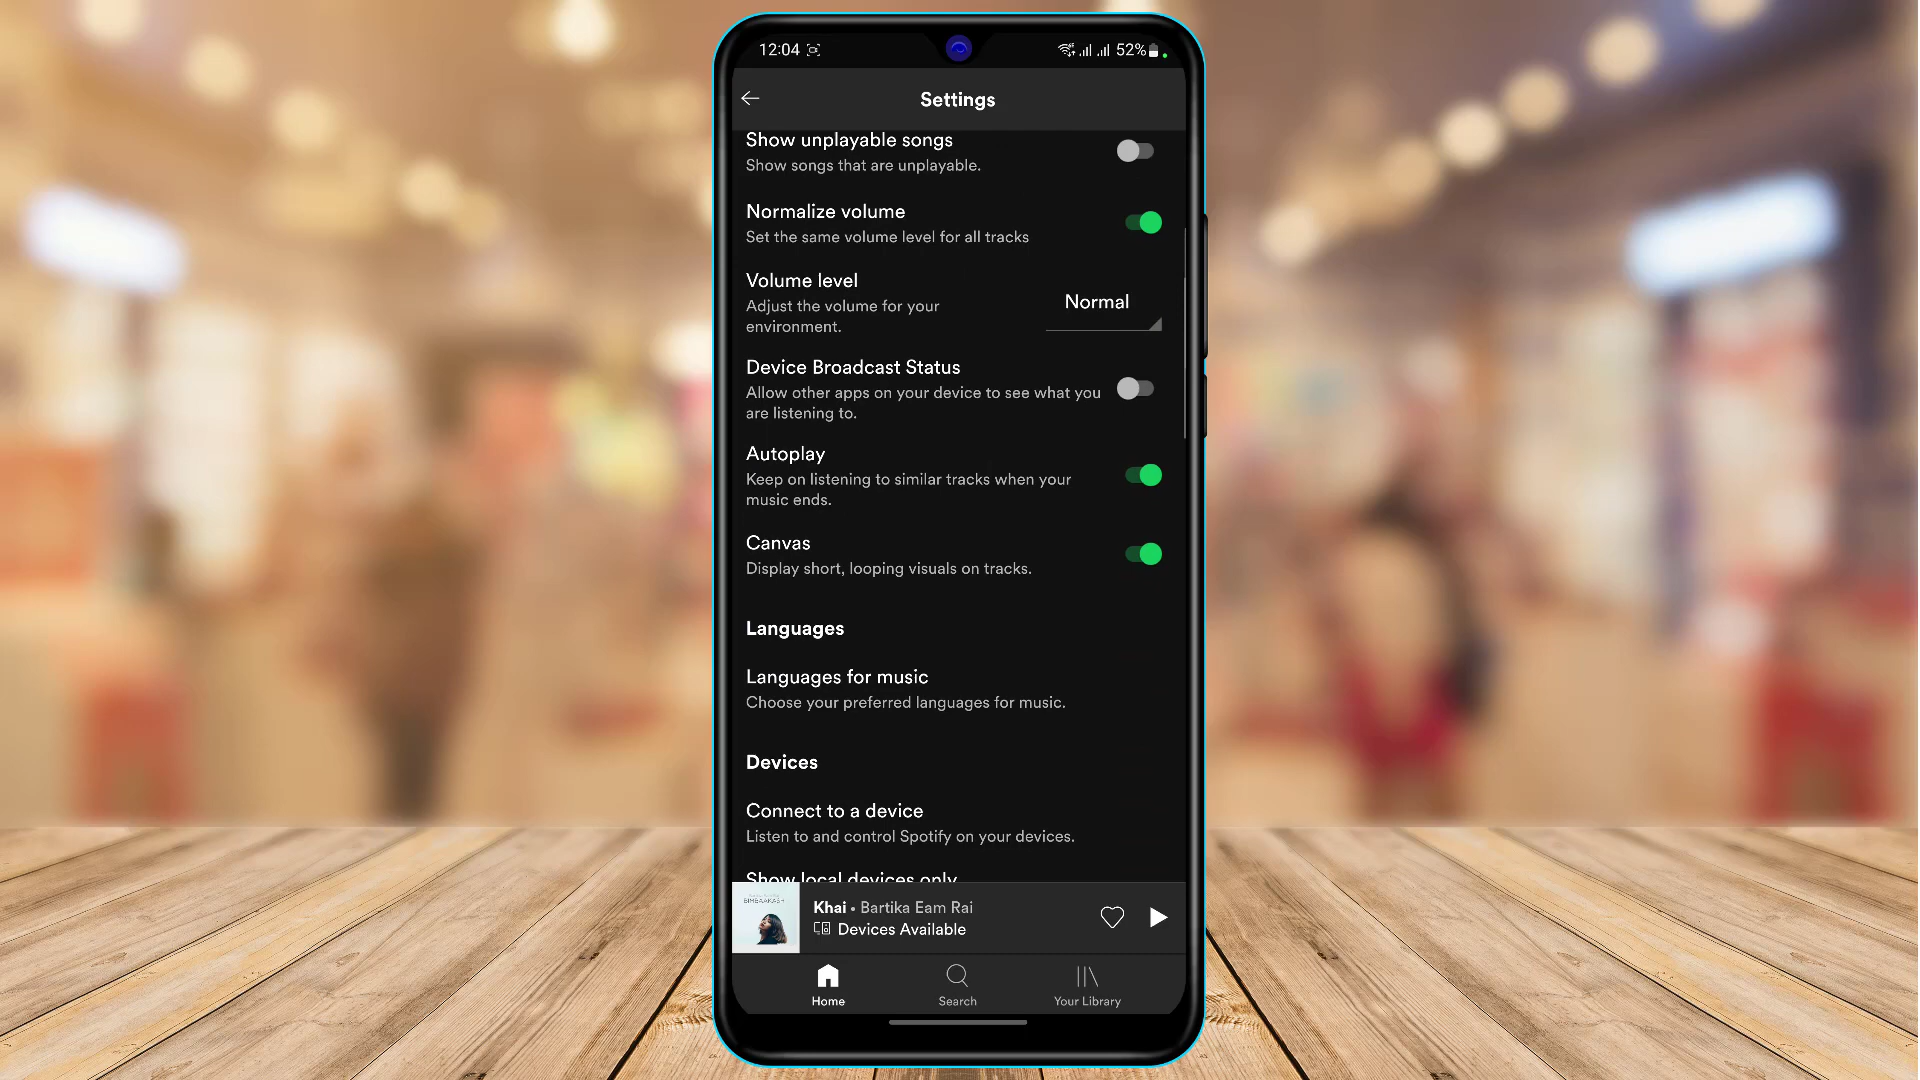 12:04 52%
Settings
Show unplayable songs
Show songs that are unplayable.
Normalize volume
Set the same volume level for all tracks
Volume level
Adjust the volume for your
environment.
Normal
Device Broadcast Status
Allow other apps on your device to see what you
are listening to.
Autoplay
Keep on listening to similar tracks when your
music ends.
Canvas
Display short, looping visuals on tracks.
Languages
Languages for music
Choose your preferred languages for music.
Devices
Connect to a device
Listen to and control Spotify on your devices.
Show local devices only
BIMBAAKASH
Khai • Bartika Eam Rai
Devices Available
Home Search Your Library